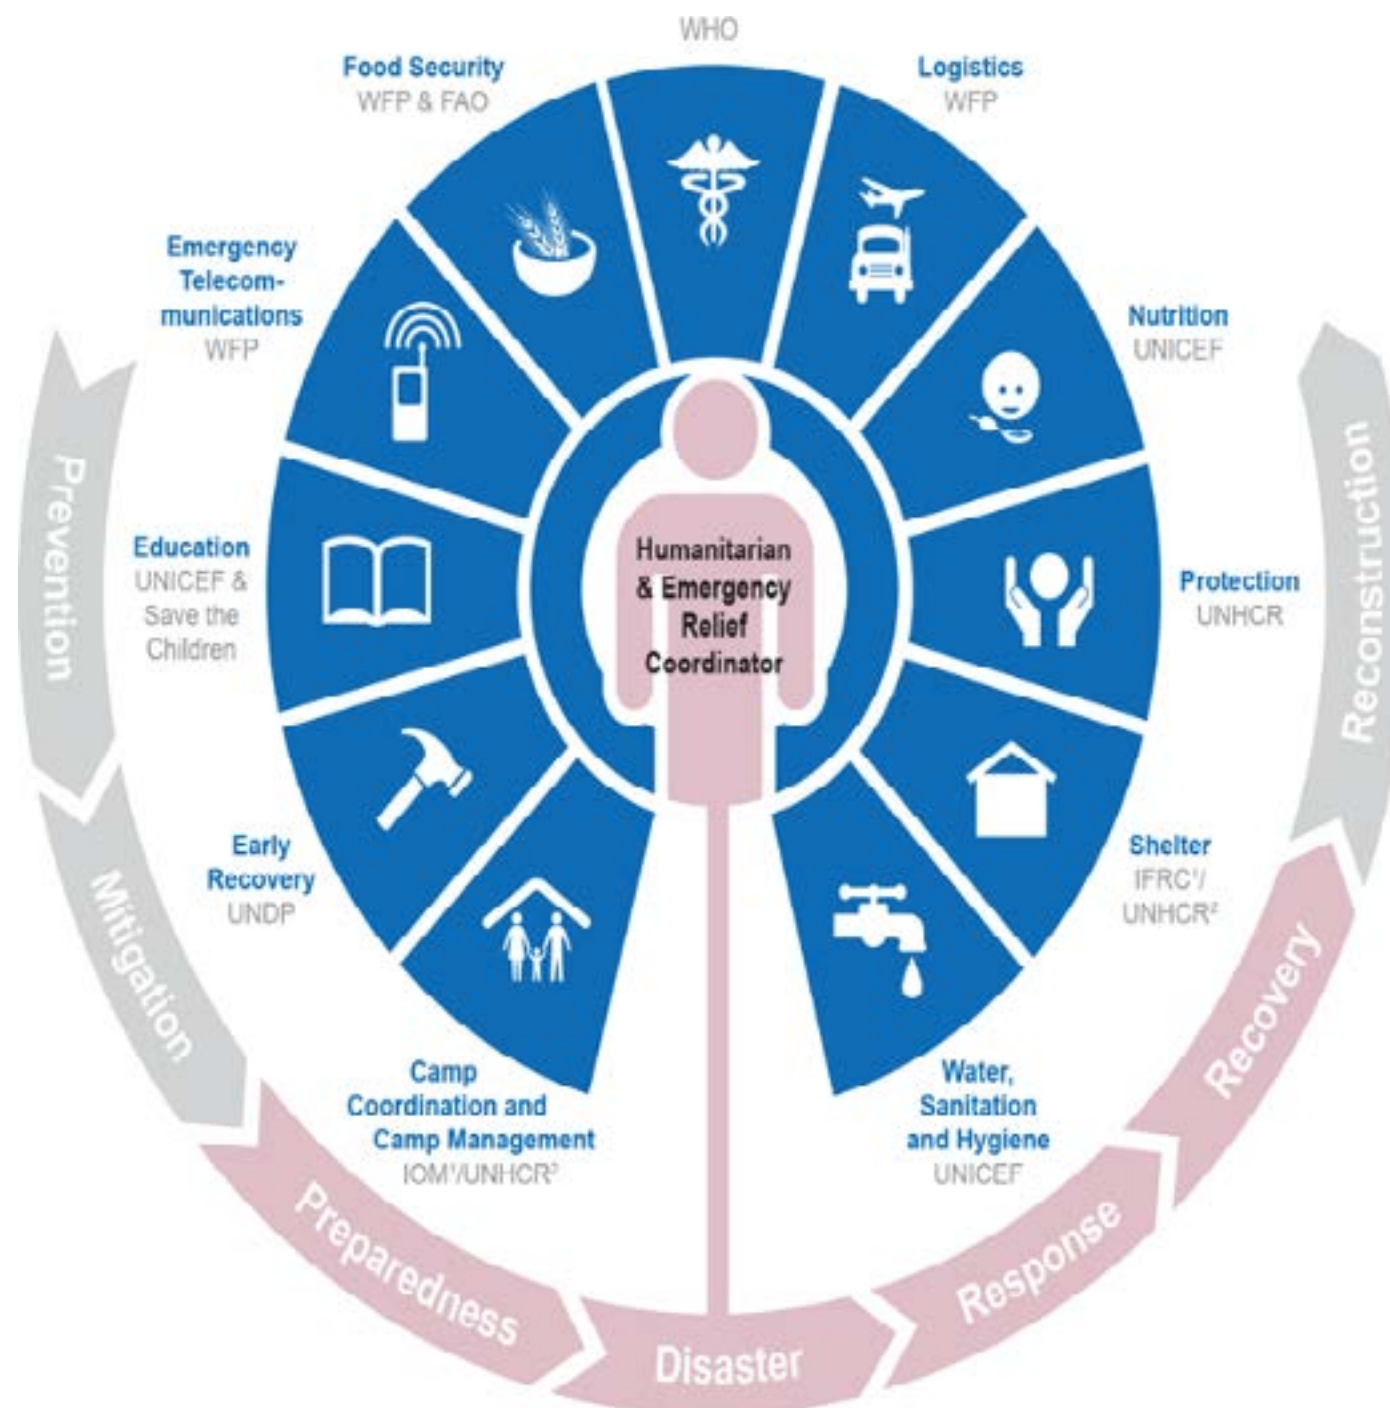 WHO
Food Security
WFP & FAO
Logistics
WFP
Emergency
Telecom-
munications
WFP
Nutrition
UNICEF
Education
UNICEF &
Save the
Children
Protection
UNHCR
Humanitarian
& Emergency
Relief
Coordinator
Early
Recovery
UNDP
Shelter
IFRC¹/
UNHCR²
Camp
Coordination and
Camp Management
IOM¹/UNHCR²
Water,
Sanitation
and Hygiene
UNICEF
Prevention
Mitigation
Preparedness
Disaster
Response
Recovery
Reconstruction